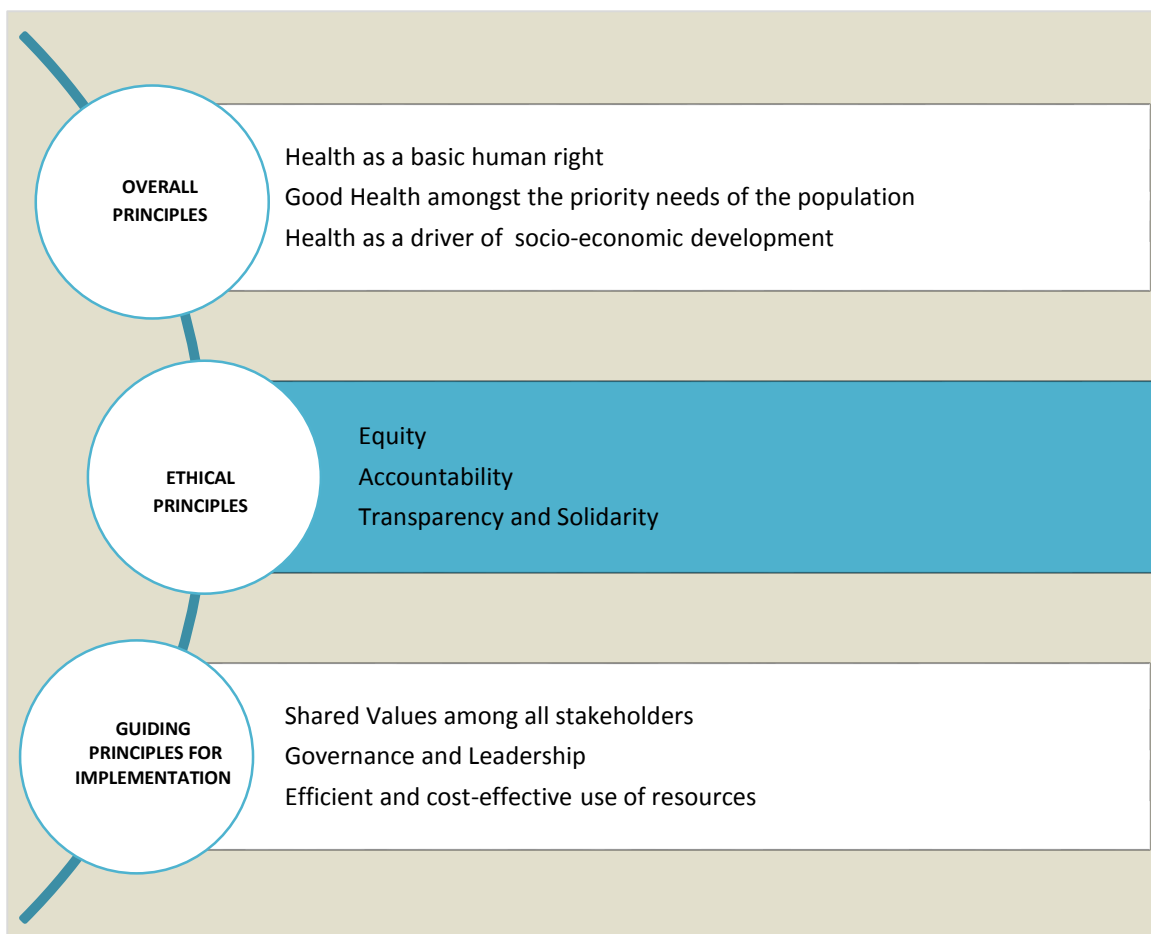 OVERALL
PRINCIPLES
Health as a basic human right
Good Health amongst the priority needs of the population
Health as a driver of socio-economic development
ETHICAL
PRINCIPLES
Equity
Accountability
Transparency and Solidarity
GUIDING
PRINCIPLES FOR
IMPLEMENTATION
Shared Values among all stakeholders
Governance and Leadership
Efficient and cost-effective use of resources